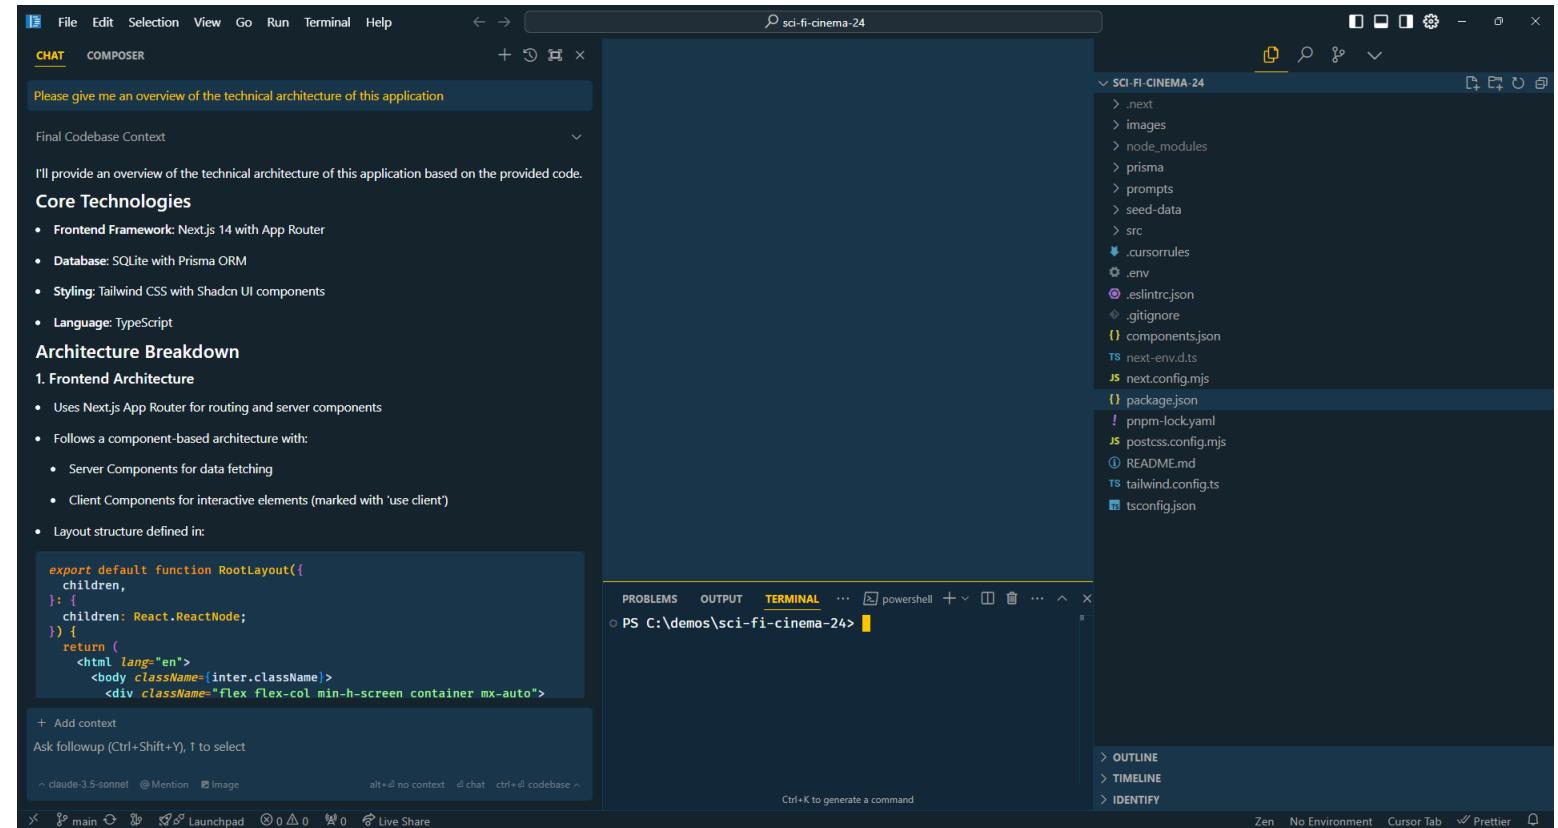 File Edit Selection View Go Run Terminal Help
sci-fi-cinema-24
CHAT COMPOSER
Please give me an overview of the technical architecture of this application
Final Codebase Context
I'll provide an overview of the technical architecture of this application based on the provided code.
Core Technologies
• Frontend Framework: Next.js 14 with App Router
• Database: SQLite with Prisma ORM
• Styling: Tailwind CSS with Shadcn UI components
• Language: TypeScript
Architecture Breakdown
1. Frontend Architecture
• Uses Next.js App Router for routing and server components
• Follows a component-based architecture with:
• Server Components for data fetching
• Client Components for interactive elements (marked with 'use client')
• Layout structure defined in:
export default function RootLayout({
children,
}: {
children: React.ReactNode;
}) {
return (
<html lang="en">
<body className={inter.className}>
<div className="flex flex-col min-h-screen container mx-auto">
+ Add context
Ask followup (Ctrl+Shift+Y), ↑ to select
claude-3.5-sonnet @ Mention Image alt+⏎ no context ⏎ chat ctrl+⏎ codebase
PROBLEMS OUTPUT TERMINAL ··· powershell
PS C:\demos\sci-fi-cinema-24>
Ctrl+K to generate a command
SCI-FI-CINEMA-24
.next
images
node_modules
prisma
prompts
seed-data
src
.cursorrules
.env
.eslintrc.json
.gitignore
{} components.json
TS next-env.d.ts
JS next.config.mjs
{} package.json
! pnpm-lock.yaml
JS postcss.config.mjs
README.md
TS tailwind.config.ts
TS tsconfig.json
OUTLINE
TIMELINE
IDENTIFY
main Launchpad 0 0 0 Live Share
Zen No Environment Cursor Tab Prettier